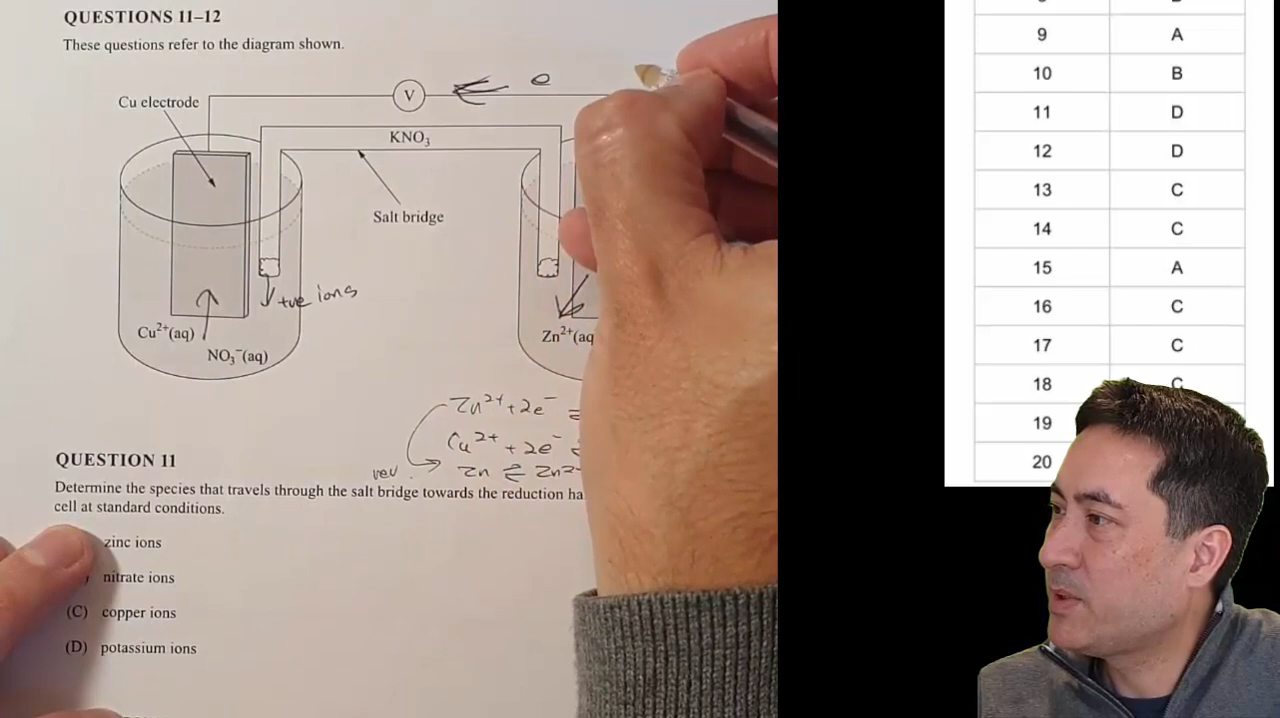 QUESTIONS 11–12
These questions refer to the diagram shown.
e
Cu electrode
V
KNO3
Salt bridge
+ve ions
Cu2+(aq)
NO3−(aq)
Zn2+(aq
Zn2+ + 2e− ⇌
Cu2+ + 2e−
Zn ⇌ Zn2+
QUESTION 11
Determine the species that travels through the salt bridge towards the reduction ha
cell at standard conditions.
zinc ions
nitrate ions
(C) copper ions
(D) potassium ions
9 A
10 B
11 D
12 D
13 C
14 C
15 A
16 C
17 C
18 C
19
20